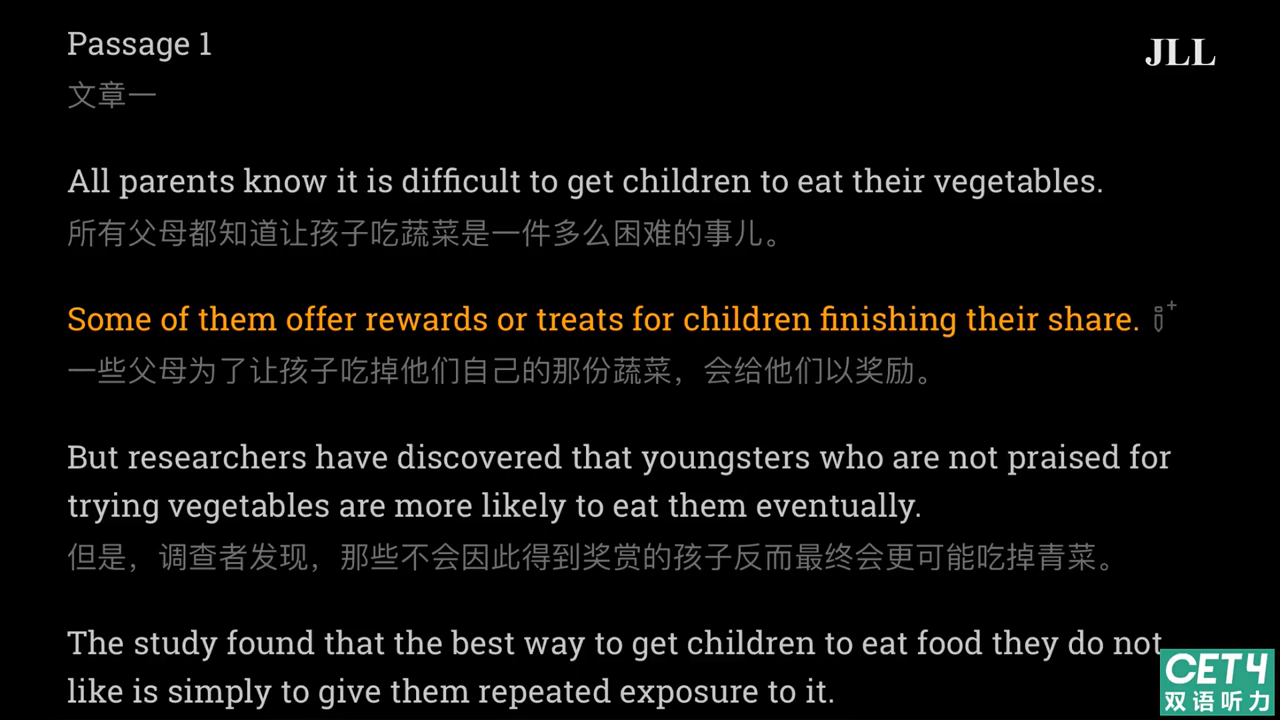 Passage 1
JLL
文章一
All parents know it is difficult to get children to eat their vegetables.
所有父母都知道让孩子吃蔬菜是一件多么困难的事儿。
Some of them offer rewards or treats for children finishing their share.
一些父母为了让孩子吃掉他们自己的那份蔬菜，会给他们以奖励。
But researchers have discovered that youngsters who are not praised for
trying vegetables are more likely to eat them eventually.
但是，调查者发现，那些不会因此得到奖赏的孩子反而最终会更可能吃掉青菜。
The study found that the best way to get children to eat food they do not
like is simply to give them repeated exposure to it.
CET4
双语听力